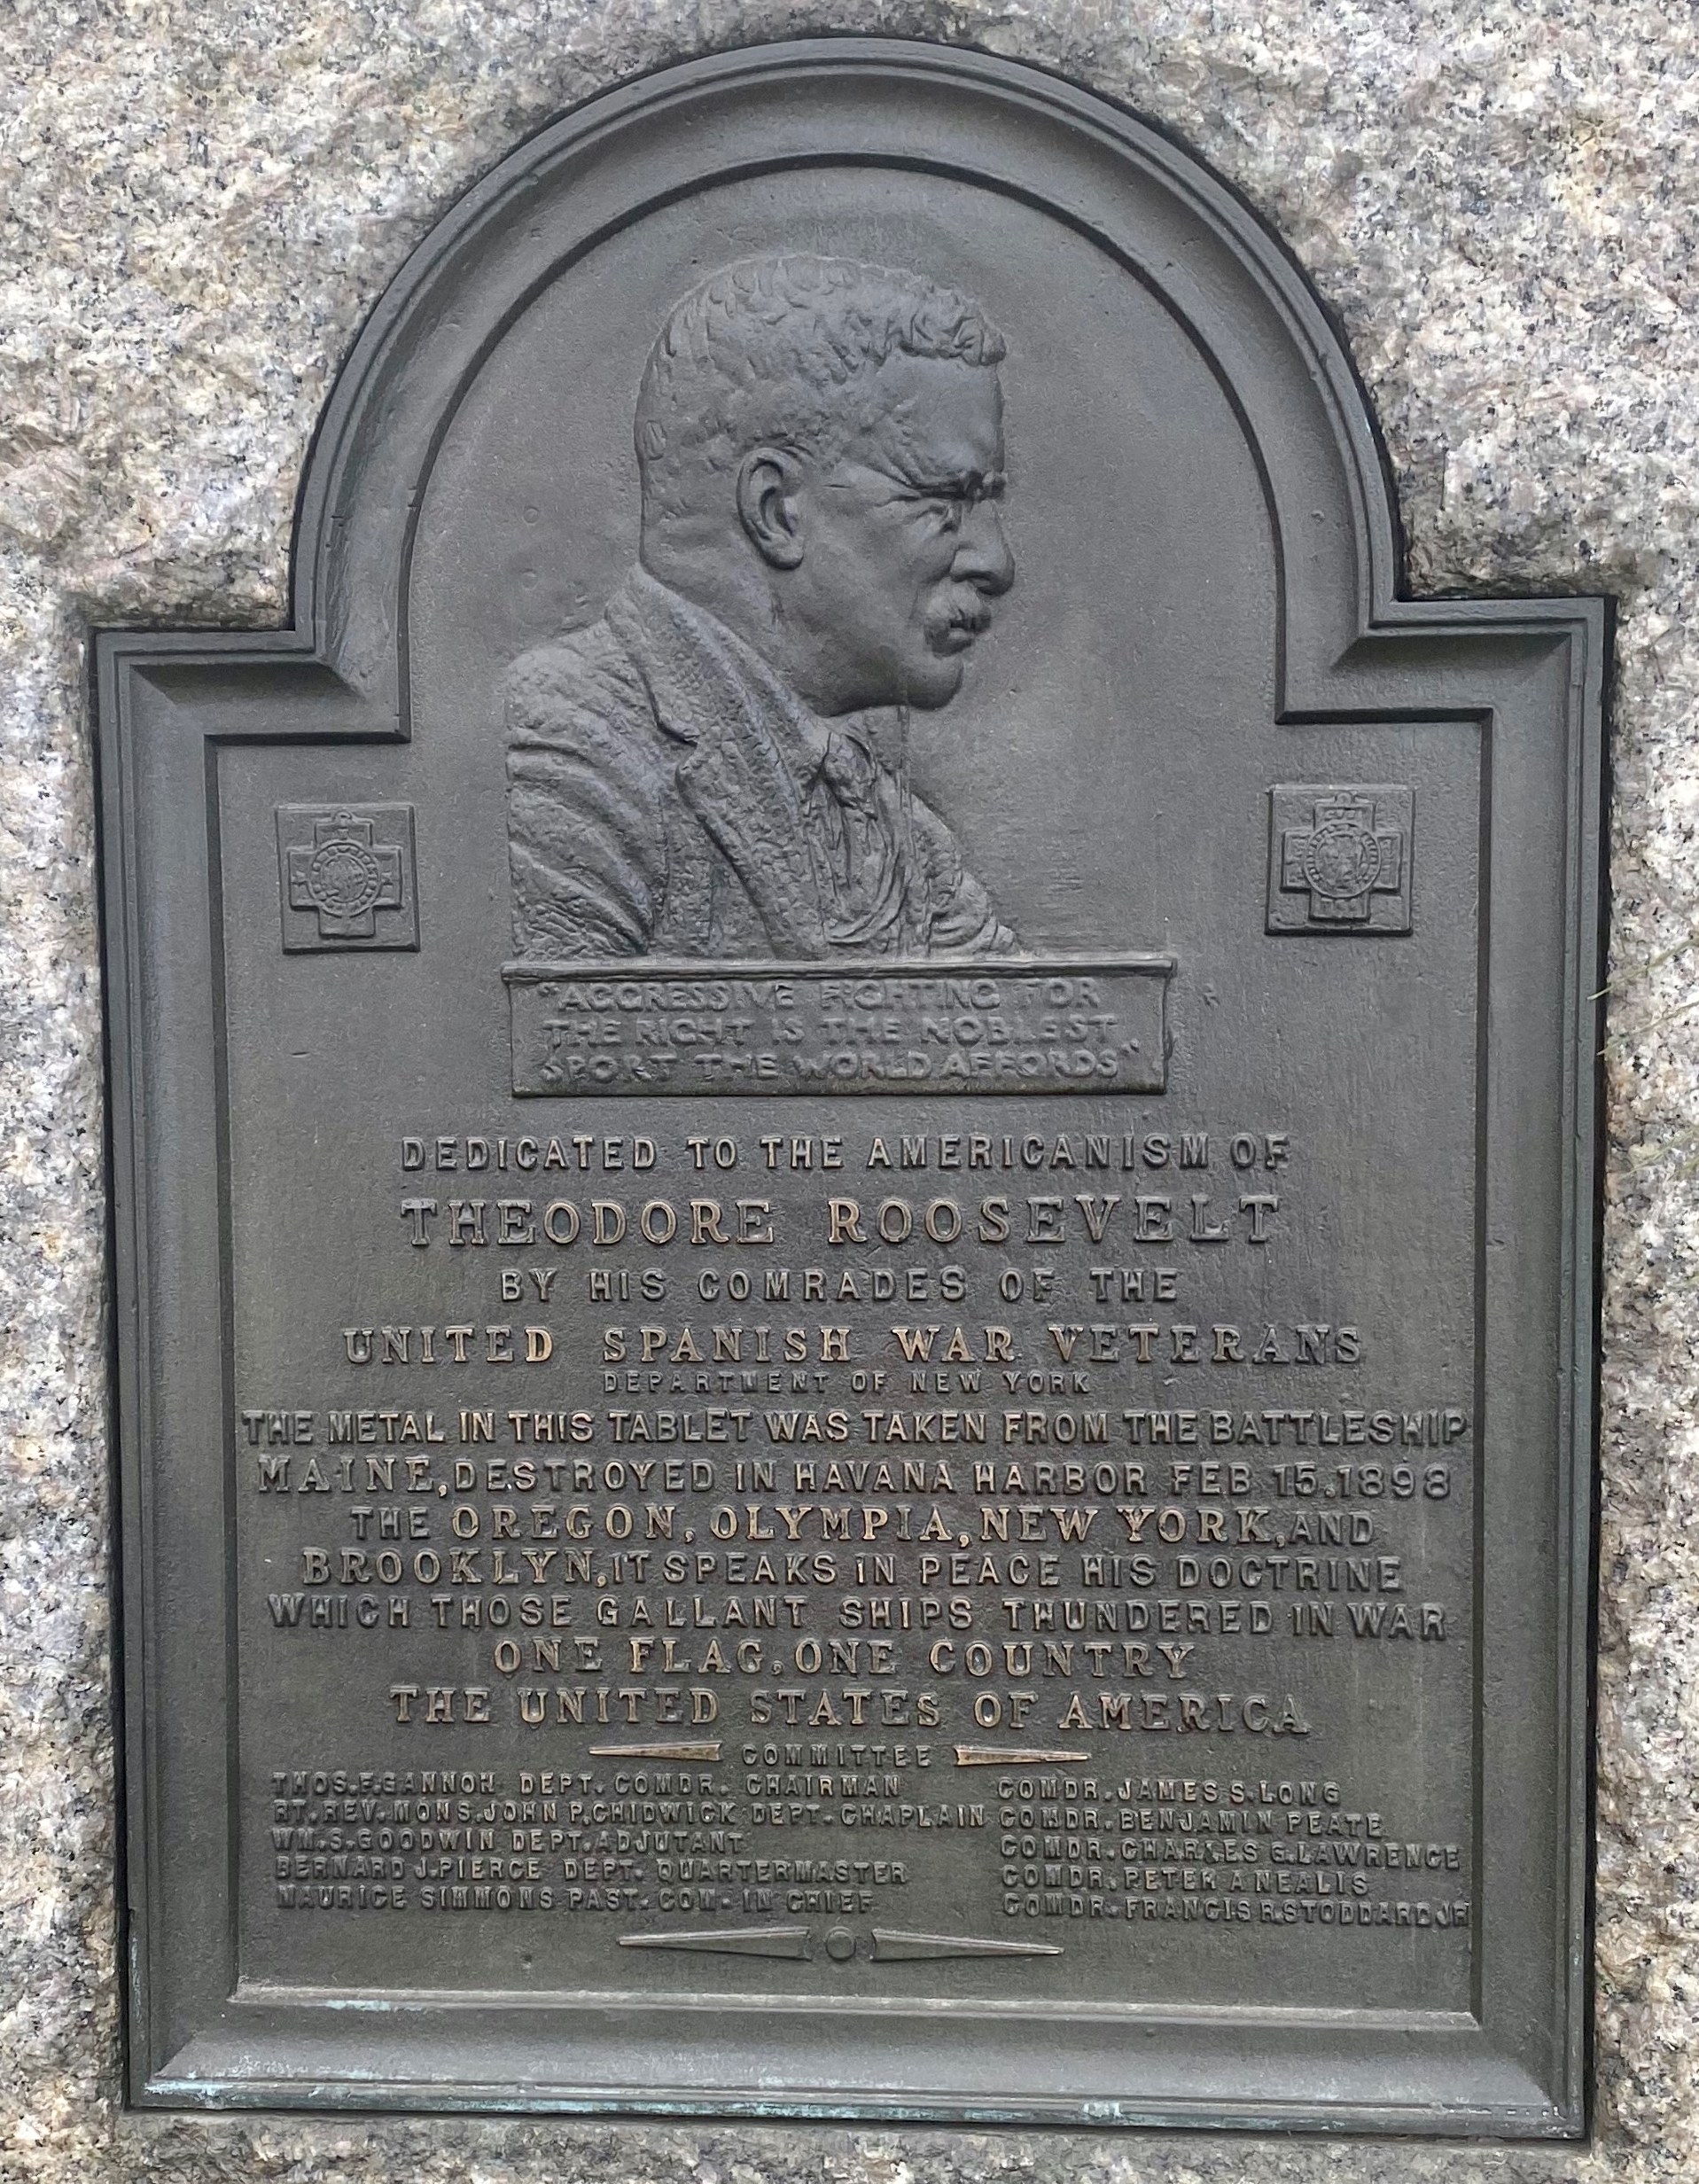 "AGGRESSIVE FIGHTING FOR
THE RIGHT IS THE NOBLEST
SPORT THE WORLD AFFORDS"
DEDICATED TO THE AMERICANISM OF
THEODORE ROOSEVELT
BY HIS COMRADES OF THE
UNITED SPANISH WAR VETERANS
DEPARTMENT OF NEW YORK
THE METAL IN THIS TABLET WAS TAKEN FROM THE BATTLESHIP
MAINE, DESTROYED IN HAVANA HARBOR FEB 15.1898
THE OREGON, OLYMPIA, NEW YORK, AND
BROOKLYN, IT SPEAKS IN PEACE HIS DOCTRINE
WHICH THOSE GALLANT SHIPS THUNDERED IN WAR
ONE FLAG, ONE COUNTRY
THE UNITED STATES OF AMERICA
COMMITTEE
THOS. F. GANNON DEPT. COMDR. CHAIRMAN
RT. REV. MONS. JOHN P. CHIDWICK DEPT. CHAPLAIN
WM. S. GOODWIN DEPT. ADJUTANT
BERNARD J. PIERCE DEPT. QUARTERMASTER
MAURICE SIMMONS PAST. COM. IN CHIEF
COMDR. JAMES S. LONG
COMDR. BENJAMIN PEATE
COMDR. CHARLES G. LAWRENCE
COMDR. PETER A NEALIS
COMDR. FRANCIS R. STODDARD JR